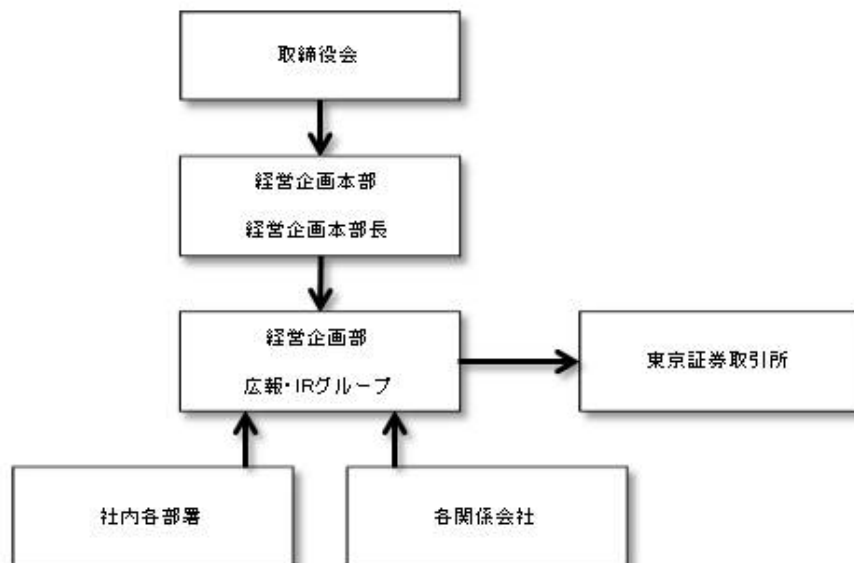 取締役会
経営企画本部
経営企画本部長
経営企画部
広報・IRグループ
東京証券取引所
社内各部署
各関係会社